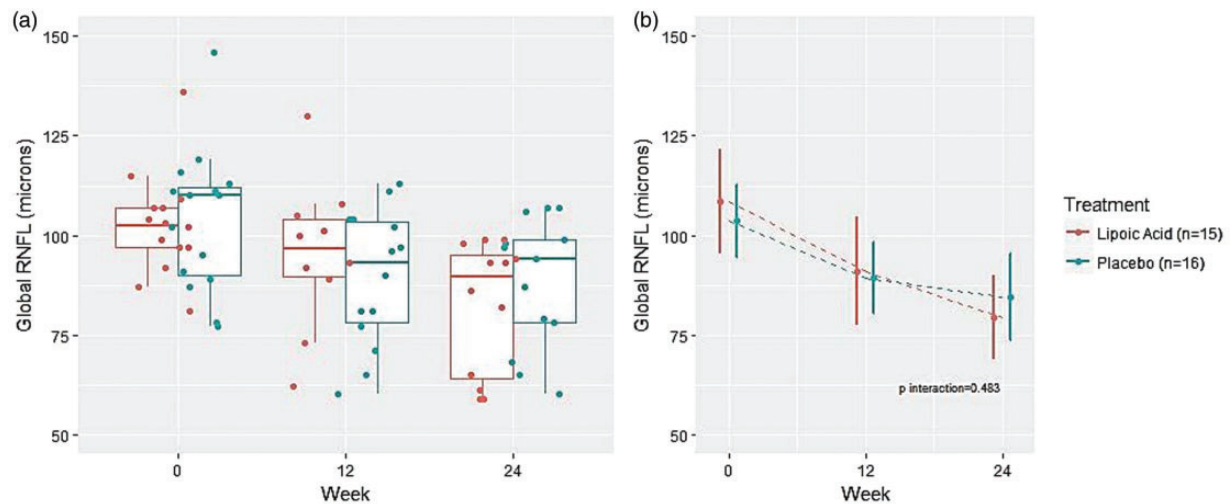 (a)
150
125
100
75
50
Global RNFL (microns)
0
12
24
Week
(b)
150
125
100
75
50
Global RNFL (microns)
p interaction=0.483
0
12
24
Week
Treatment
Lipoic Acid (n=15)
Placebo (n=16)